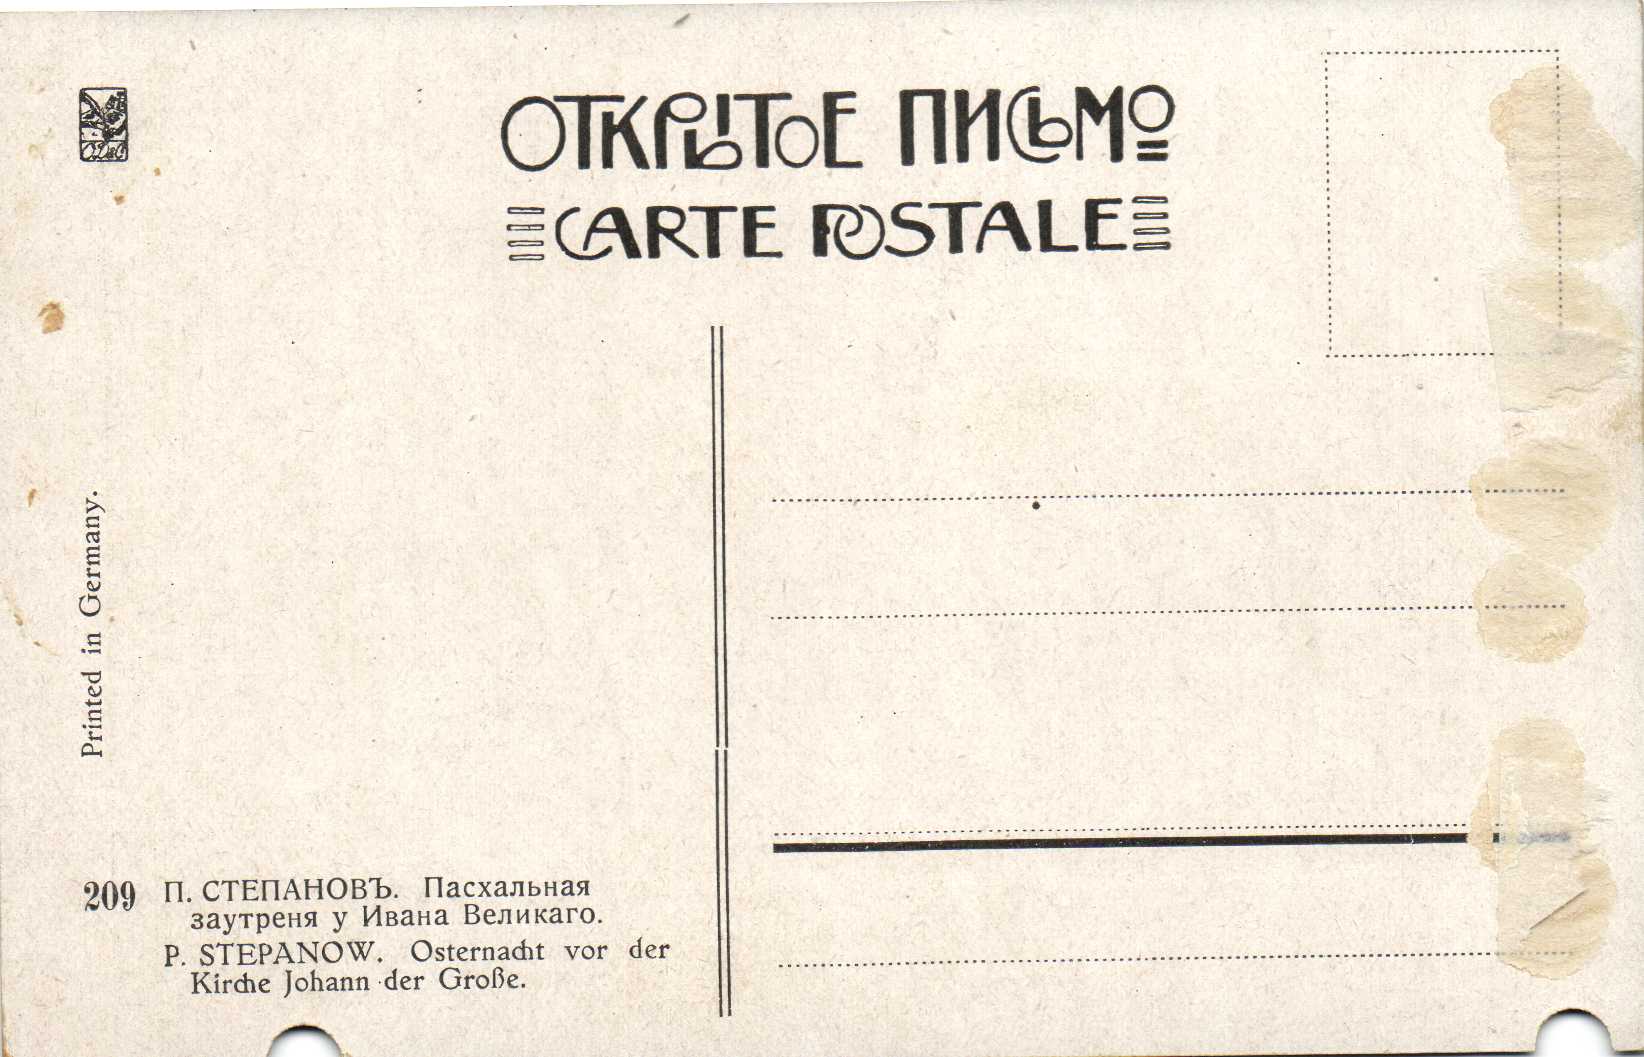 ОТКРЫТОЕ ПИСЬМО
CARTE POSTALE
Printed in Germany.
209 П. СТЕПАНОВЪ. Пасхальная
заутреня у Ивана Великаго.
P. STEPANOW. Osternacht vor der
Kirche Johann der Große.